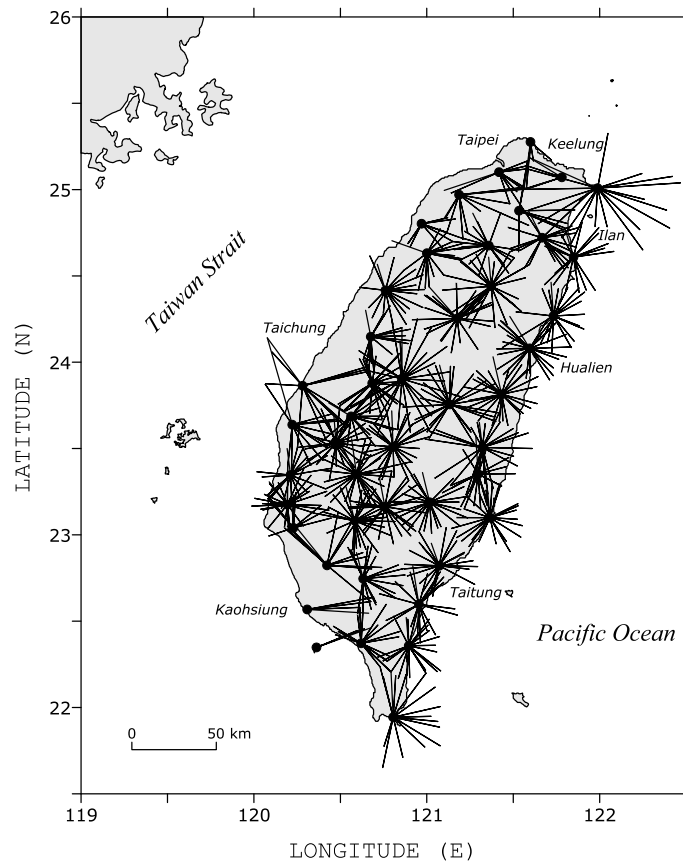 26
Taipei
Keelung
25
Ilan
Taiwan Strait
Taichung
24
Hualien
LATITUDE (N)
23
Taitung
Kaohsiung
Pacific Ocean
22
0 50 km
119 120 121 122
LONGITUDE (E)